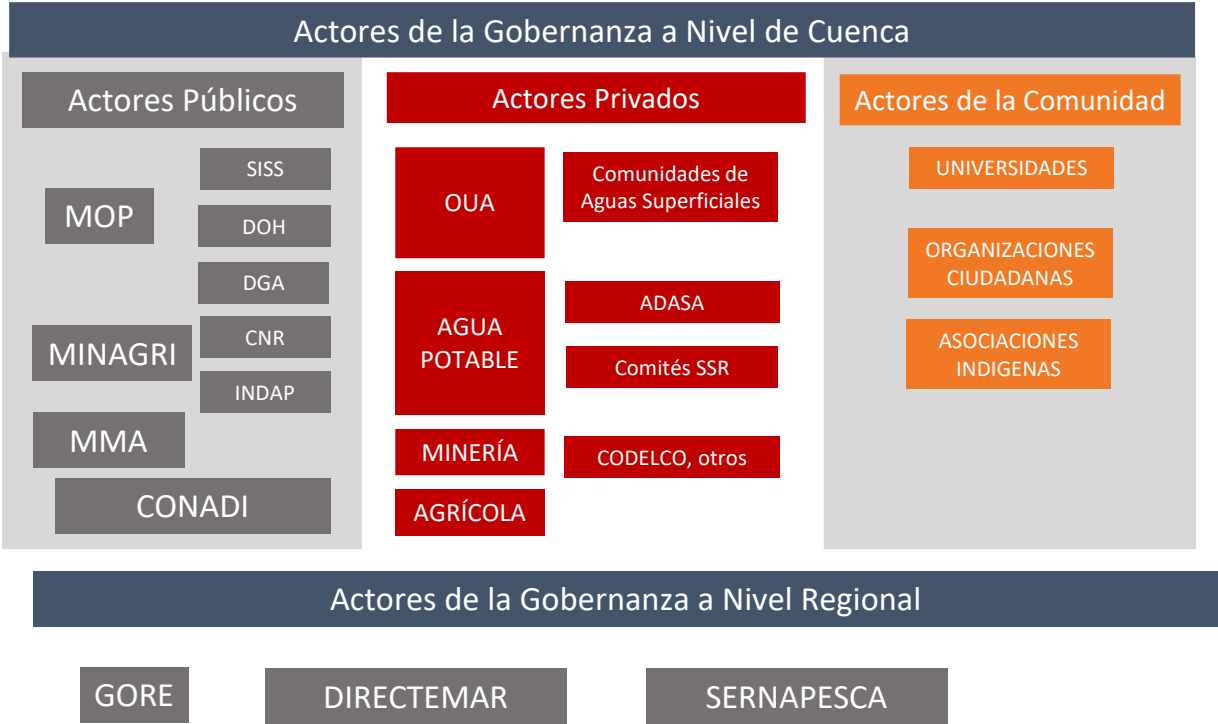 Actores de la Gobernanza a Nivel de Cuenca
Actores Públicos
MOP
SISS
DOH
DGA
MINAGRI
CNR
INDAP
MMA
CONADI
Actores Privados
OUA
Comunidades de
Aguas Superficiales
AGUA
POTABLE
ADASA
Comités SSR
MINERÍA
CODELCO, otros
AGRÍCOLA
Actores de la Comunidad
UNIVERSIDADES
ORGANIZACIONES
CIUDADANAS
ASOCIACIONES
INDIGENAS
Actores de la Gobernanza a Nivel Regional
GORE
DIRECTEMAR
SERNAPESCA